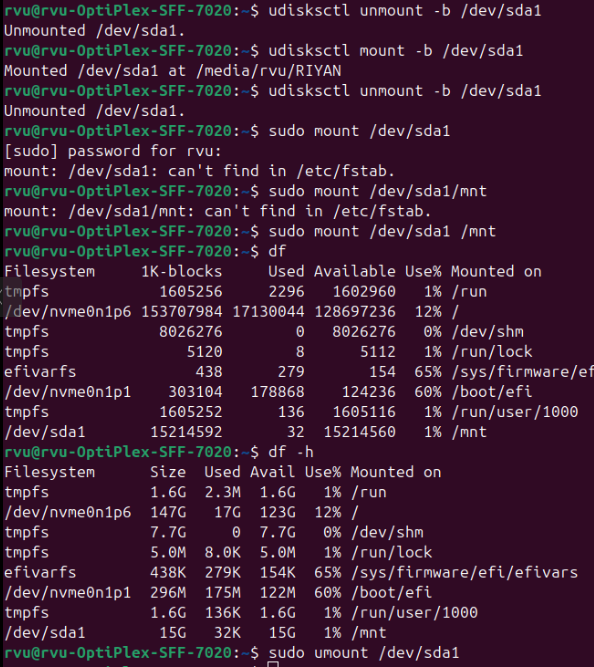 rvu@rvu-OptiPlex-SFF-7020:~$ udisksctl unmount -b /dev/sda1
Unmounted /dev/sda1.
rvu@rvu-OptiPlex-SFF-7020:~$ udisksctl mount -b /dev/sda1
Mounted /dev/sda1 at /media/rvu/RIYAN
rvu@rvu-OptiPlex-SFF-7020:~$ udisksctl unmount -b /dev/sda1
Unmounted /dev/sda1.
rvu@rvu-OptiPlex-SFF-7020:~$ sudo mount /dev/sda1
[sudo] password for rvu:
mount: /dev/sda1: can't find in /etc/fstab.
rvu@rvu-OptiPlex-SFF-7020:~$ sudo mount /dev/sda1/mnt
mount: /dev/sda1/mnt: can't find in /etc/fstab.
rvu@rvu-OptiPlex-SFF-7020:~$ sudo mount /dev/sda1 /mnt
rvu@rvu-OptiPlex-SFF-7020:~$ df
Filesystem     1K-blocks     Used Available Use% Mounted on
tmpfs            1605256     2296   1602960   1% /run
/dev/nvme0n1p6 153707984 17130044 128697236  12% /
tmpfs            8026276        0   8026276   0% /dev/shm
tmpfs               5120        8      5112   1% /run/lock
efivarfs             438      279       154  65% /sys/firmware/ef
/dev/nvme0n1p1    303104   178868    124236  60% /boot/efi
tmpfs            1605252      136   1605116   1% /run/user/1000
/dev/sda1       15214592       32  15214560   1% /mnt
rvu@rvu-OptiPlex-SFF-7020:~$ df -h
Filesystem      Size  Used Avail Use% Mounted on
tmpfs           1.6G  2.3M  1.6G   1% /run
/dev/nvme0n1p6  147G   17G  123G  12% /
tmpfs           7.7G     0  7.7G   0% /dev/shm
tmpfs           5.0M  8.0K  5.0M   1% /run/lock
efivarfs        438K  279K  154K  65% /sys/firmware/efi/efivars
/dev/nvme0n1p1  296M  175M  122M  60% /boot/efi
tmpfs           1.6G  136K  1.6G   1% /run/user/1000
/dev/sda1        15G   32K   15G   1% /mnt
rvu@rvu-OptiPlex-SFF-7020:~$ sudo umount /dev/sda1